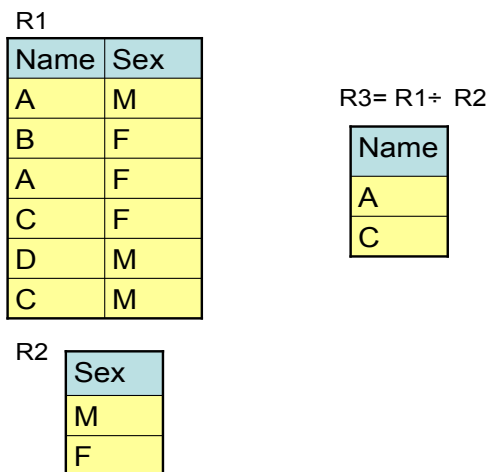 R1
Name Sex
A M
B F
A F
C F
D M
C M
R3= R1÷ R2
Name
A
C
R2
Sex
M
F